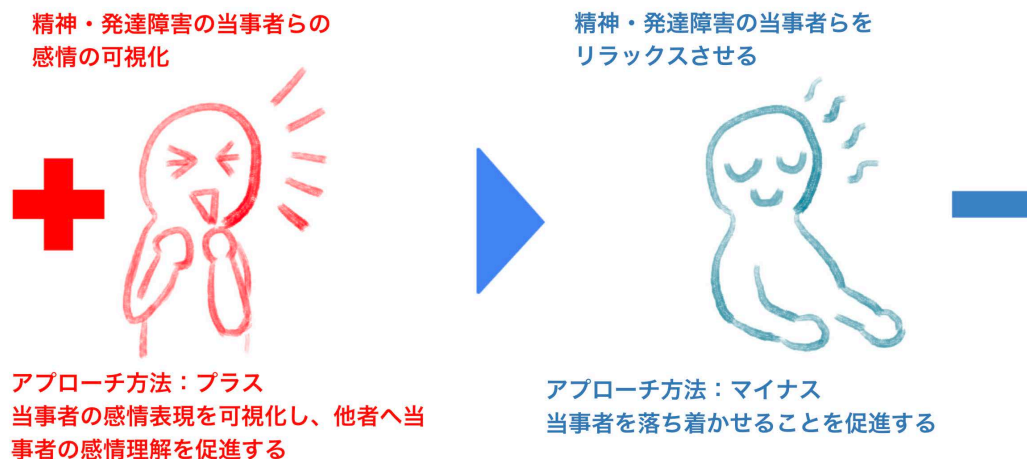 精神・発達障害の当事者らの
感情の可視化
精神・発達障害の当事者らを
リラックスさせる
アプローチ方法：プラス
当事者の感情表現を可視化し、他者へ当
事者の感情理解を促進する
アプローチ方法：マイナス
当事者を落ち着かせることを促進する